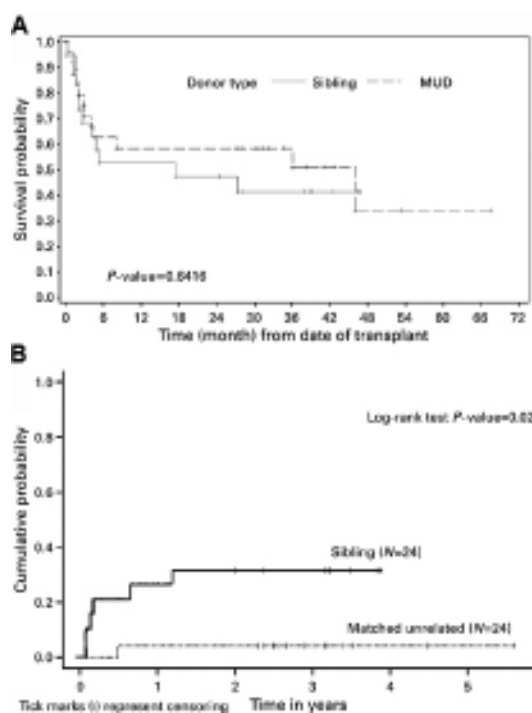 A
1.0
0.9
0.8
0.7
0.6
0.5
0.4
0.3
0.2
0.1
0.0
Survival probability
Donor type Sibling MUD
P-value=0.6416
0 6 12 18 24 30 36 42 48 54 60 66 72
Time (month) from date of transplant
B
1.0
0.8
0.6
0.4
0.2
0.0
Cumulative probability
Log-rank test P-value=0.02
Sibling (N=24)
Matched unrelated (N=24)
0 1 2 3 4 5
Tick marks (I) represent censoring Time in years